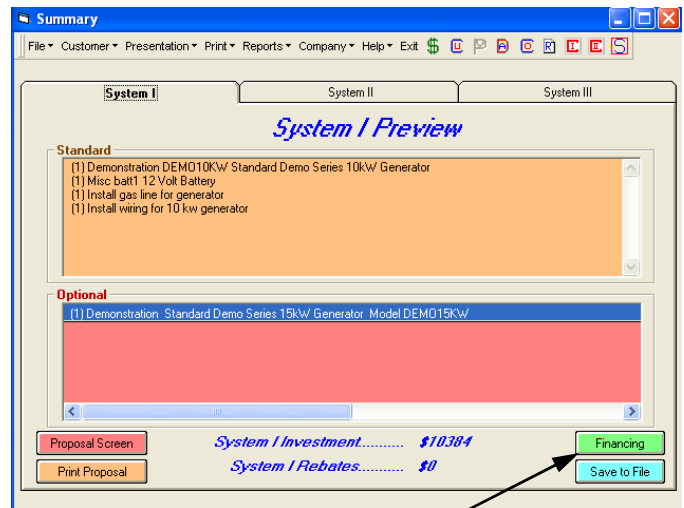 Summary
File Customer Presentation Print Reports Company Help Exit $ U P A O R I E S
System I System II System III
System I Preview
Standard
(1) Demonstration DEMO10KW Standard Demo Series 10kW Generator
(1) Misc batt1 12 Volt Battery
(1) Install gas line for generator
(1) Install wiring for 10 kw generator
Optional
(1) Demonstration Standard Demo Series 15kW Generator Model DEMO15KW
Proposal Screen System I Investment.......... $10384 Financing
Print Proposal System I Rebates........... $0 Save to File